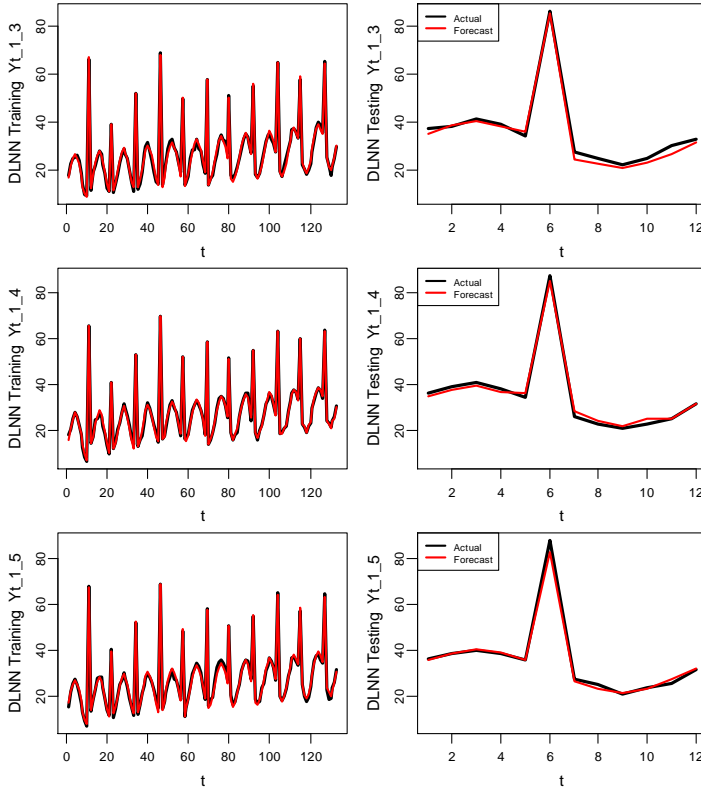 DLNN Training Yt_1_3
20 40 60 80
0 20 40 60 80 100 120
t
DLNN Testing Yt_1_3
20 40 60 80
Actual
Forecast
2 4 6 8 10 12
t
DLNN Training Yt_1_4
20 40 60 80
0 20 40 60 80 100 120
t
DLNN Testing Yt_1_4
20 40 60 80
Actual
Forecast
2 4 6 8 10 12
t
DLNN Training Yt_1_5
20 40 60 80
0 20 40 60 80 100 120
t
DLNN Testing Yt_1_5
20 40 60 80
Actual
Forecast
2 4 6 8 10 12
t